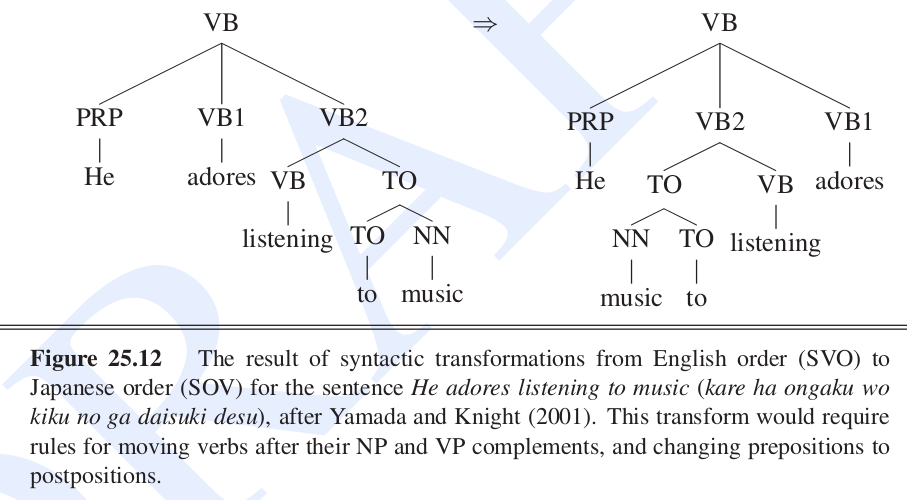 VB ⇒ VB
PRP VB1 VB2 PRP VB2 VB1
He adores VB TO He TO VB adores
listening TO NN NN TO listening
to music music to
Figure 25.12 The result of syntactic transformations from English order (SVO) to
Japanese order (SOV) for the sentence He adores listening to music (kare ha ongaku wo
kiku no ga daisuki desu), after Yamada and Knight (2001). This transform would require
rules for moving verbs after their NP and VP complements, and changing prepositions to
postpositions.